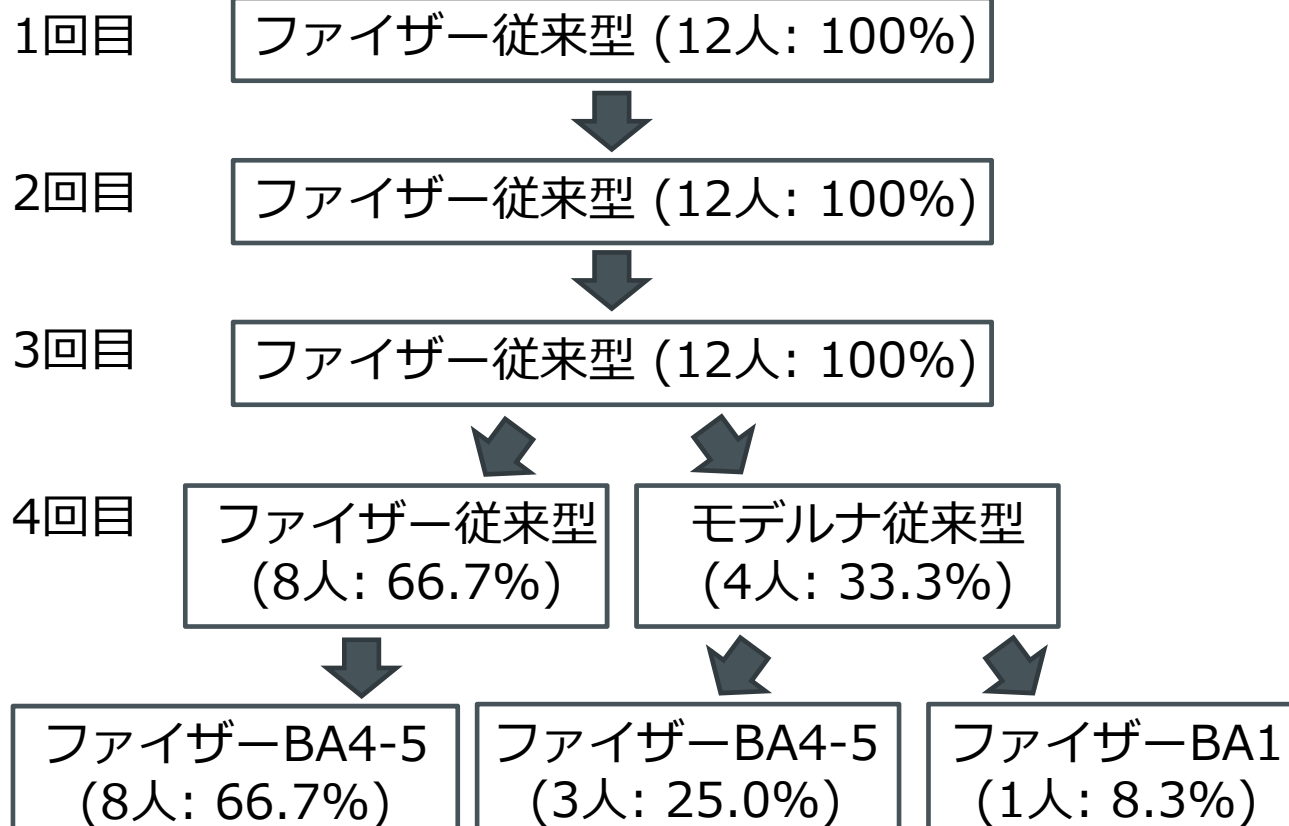 1回目
ファイザー従来型 (12人: 100%)
2回目
ファイザー従来型 (12人: 100%)
3回目
ファイザー従来型 (12人: 100%)
4回目
ファイザー従来型
(8人: 66.7%)
モデルナ従来型
(4人: 33.3%)
ファイザーBA4-5
(8人: 66.7%)
ファイザーBA4-5
(3人: 25.0%)
ファイザーBA1
(1人: 8.3%)